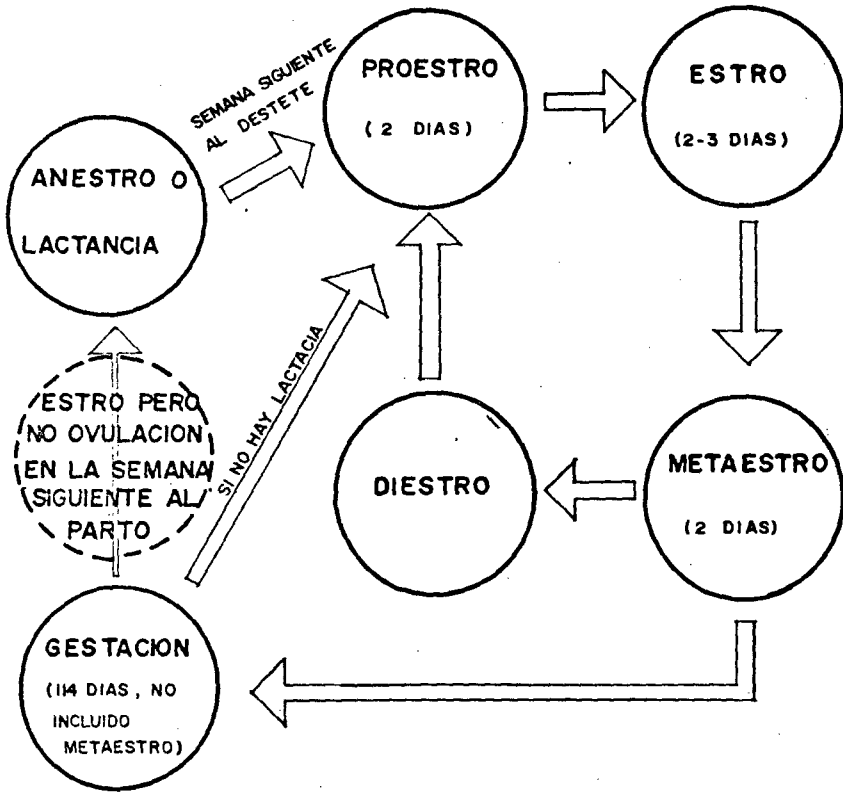 SEMANA SIGUIENTE
AL DESTETE
PROESTRO
( 2 DIAS)
ESTRO
(2-3 DIAS)
ANESTRO O
LACTANCIA
SI NO HAY LACTACIA
ESTRO PERO
NO OVULACION
EN LA SEMANA
SIGUIENTE AL
PARTO
DIESTRO
METAESTRO
(2 DIAS)
GESTACION
(114 DIAS, NO
INCLUIDO
METAESTRO)